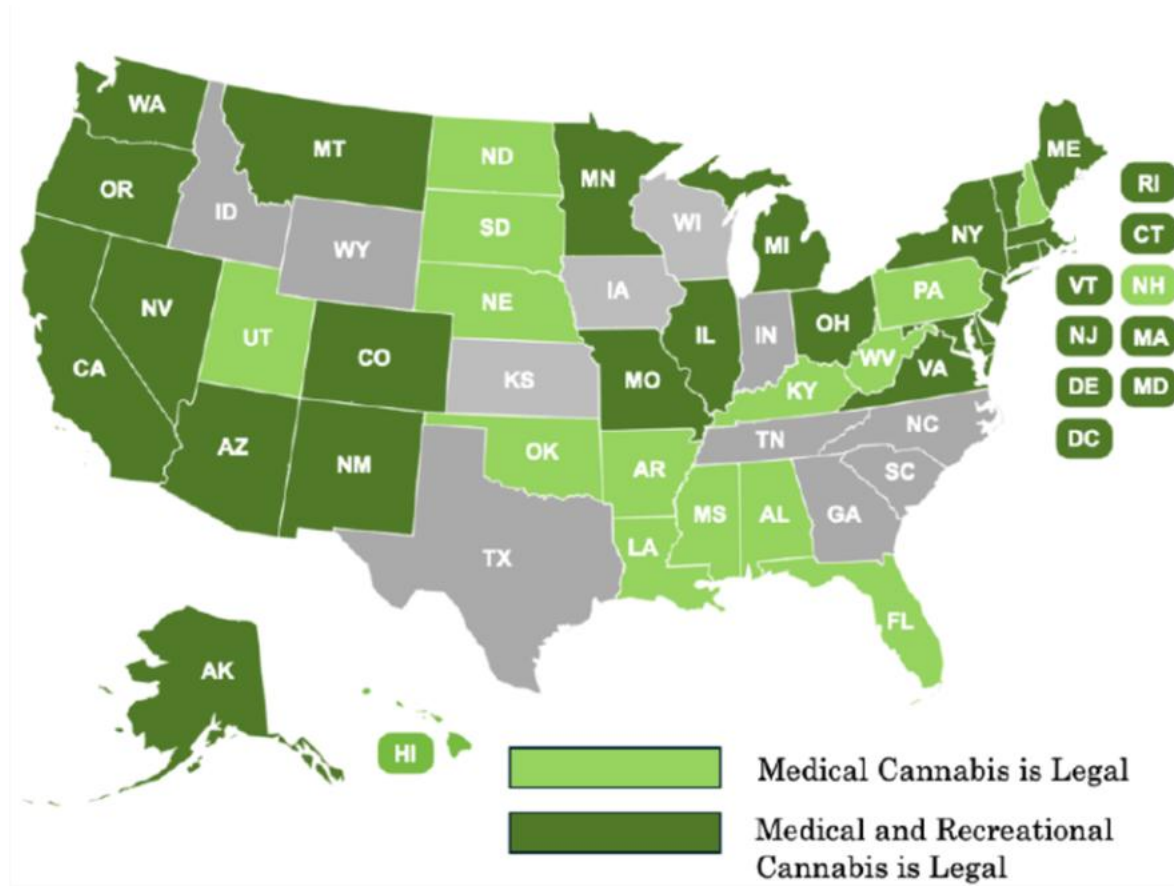 WA
MT
ND
MN
ME
OR
ID
SD
WI
MI
NY
RI
WY
CT
NV
UT
NE
IA
PA
VT
NH
CA
CO
IL
IN
OH
NJ
MA
KS
MO
WV
VA
KY
DE
MD
AZ
NM
OK
AR
TN
NC
DC
SC
MS
AL
GA
TX
LA
FL
AK
HI
Medical Cannabis is Legal
Medical and Recreational
Cannabis is Legal